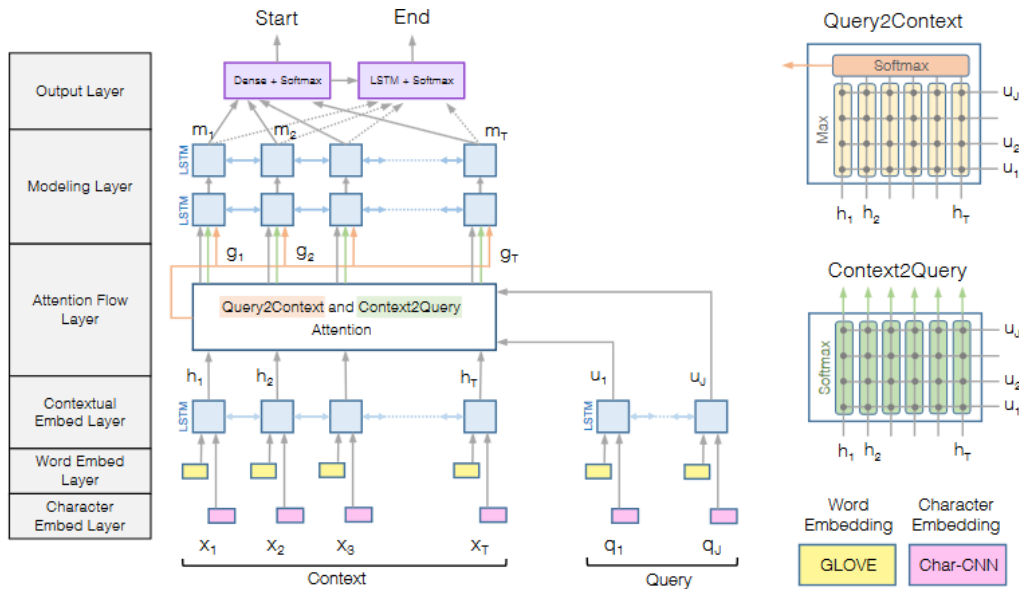 Start End
Output Layer
Dense + Softmax
LSTM + Softmax
m1 m2 mT
LSTM
Modeling Layer
LSTM
g1 g2 gT
Attention Flow
Layer
Query2Context and Context2Query
Attention
h1 h2 hT
u1 uJ
Contextual
Embed Layer
LSTM
LSTM
Word Embed
Layer
Character
Embed Layer
x1 x2 x3 xT
q1 qJ
Context
Query
Query2Context
Softmax
Max
uJ
u2
u1
h1 h2 hT
Context2Query
Softmax
uJ
u2
u1
h1 h2 hT
Word
Embedding
Character
Embedding
GLOVE
Char-CNN